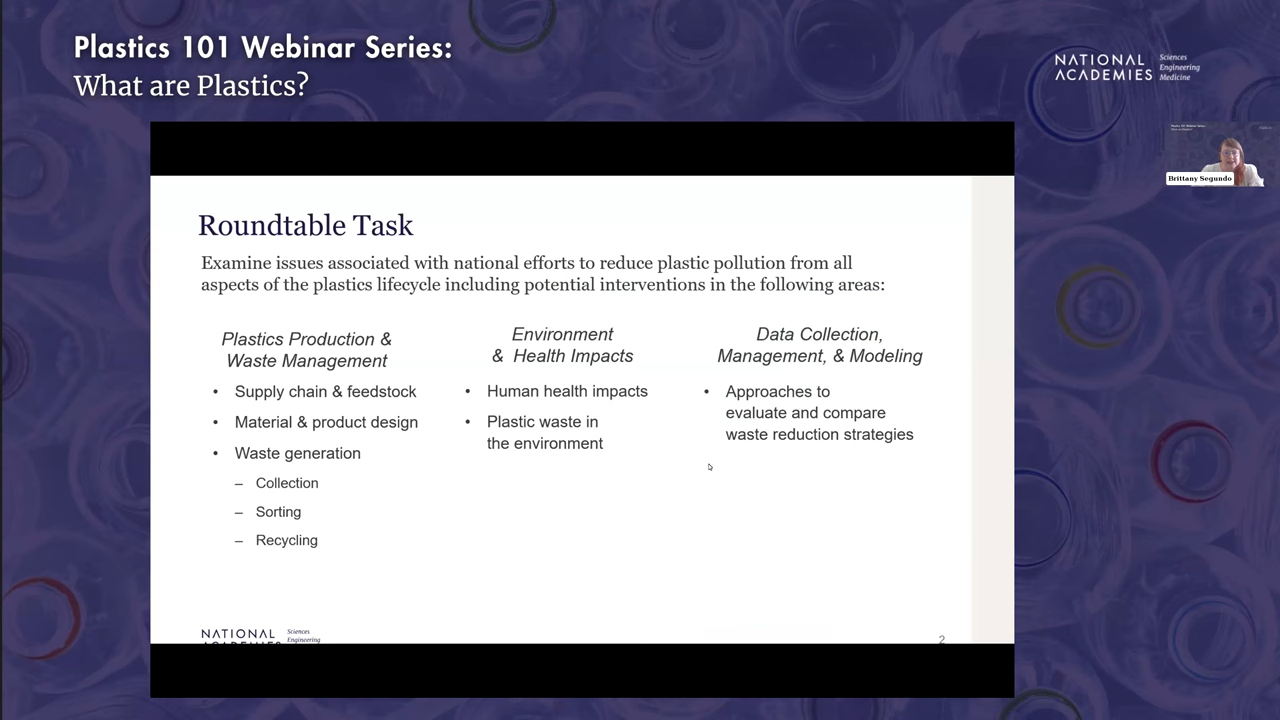 Plastics 101 Webinar Series:
What are Plastics?
NATIONAL
ACADEMIES
Sciences
Engineering
Medicine
Brittany Segundo
Roundtable Task
Examine issues associated with national efforts to reduce plastic pollution from all
aspects of the plastics lifecycle including potential interventions in the following areas:
Plastics Production &
Waste Management
• Supply chain & feedstock
• Material & product design
• Waste generation
– Collection
– Sorting
– Recycling
Environment
& Health Impacts
• Human health impacts
• Plastic waste in
the environment
Data Collection,
Management, & Modeling
• Approaches to
evaluate and compare
waste reduction strategies
NATIONAL
ACADEMIES
Sciences
Engineering
2